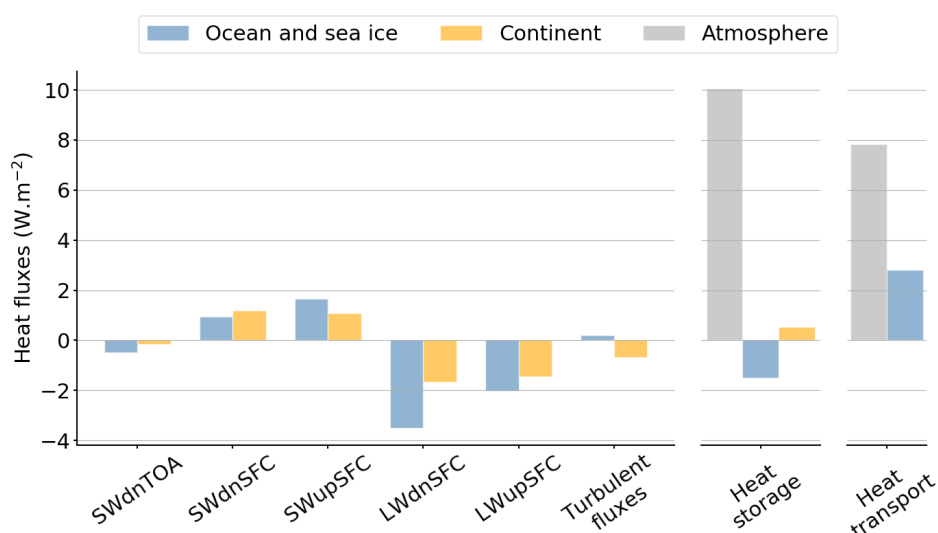 Ocean and sea ice
Continent
Atmosphere
Heat fluxes (W.m⁻²)
10
8
6
4
2
0
−2
−4
SWdnTOA
SWdnSFC
SWupSFC
LWdnSFC
LWupSFC
Turbulent
fluxes
Heat
storage
Heat
transport